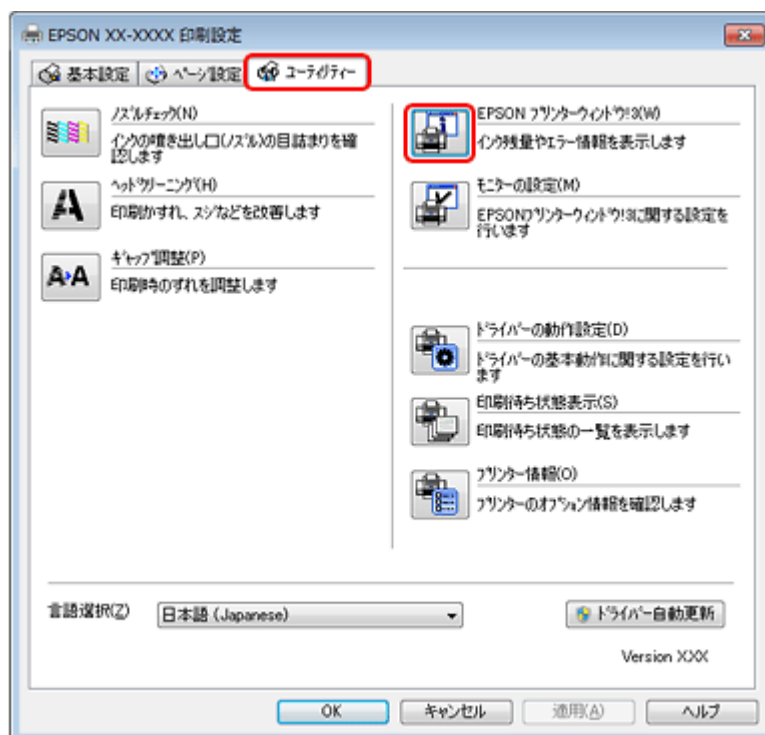 EPSON XX-XXXX 印刷設定
基本設定
ページ設定
ユーティリティー
ノズルチェック(N)
インクの噴き出し口(ノズル)の目詰まりを確
認します
ヘッドクリーニング(H)
印刷かすれ、スジなどを改善します
ギャップ調整(P)
印刷時のずれを調整します
EPSON プリンターウィンドウ!3(W)
インク残量やエラー情報を表示します
モニターの設定(M)
EPSONプリンターウィンドウ!3に関する設定を
行います
ドライバーの動作設定(D)
ドライバーの基本動作に関する設定を行い
ます
印刷待ち状態表示(S)
印刷待ち状態の一覧を表示します
プリンター情報(O)
プリンターのオプション情報を確認します
言語選択(Z)
日本語 (Japanese)
ドライバー自動更新
Version X.XX
OK
キャンセル
適用(A)
ヘルプ